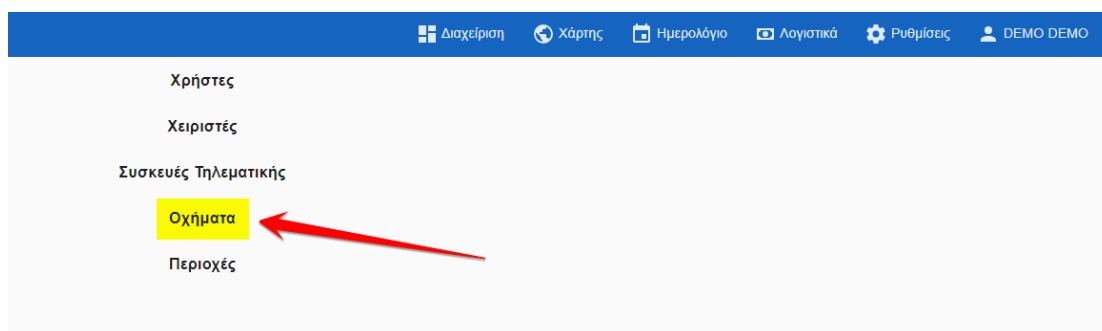 Διαχείριση Χάρτης Ημερολόγιο Λογιστικά Ρυθμίσεις DEMO DEMO
Χρήστες
Χειριστές
Συσκευές Τηλεματικής
Οχήματα
Περιοχές